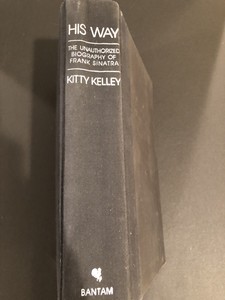 HIS WAY
THE UNAUTHORIZED
BIOGRAPHY OF
FRANK SINATRA
KITTY KELLEY
BANTAM